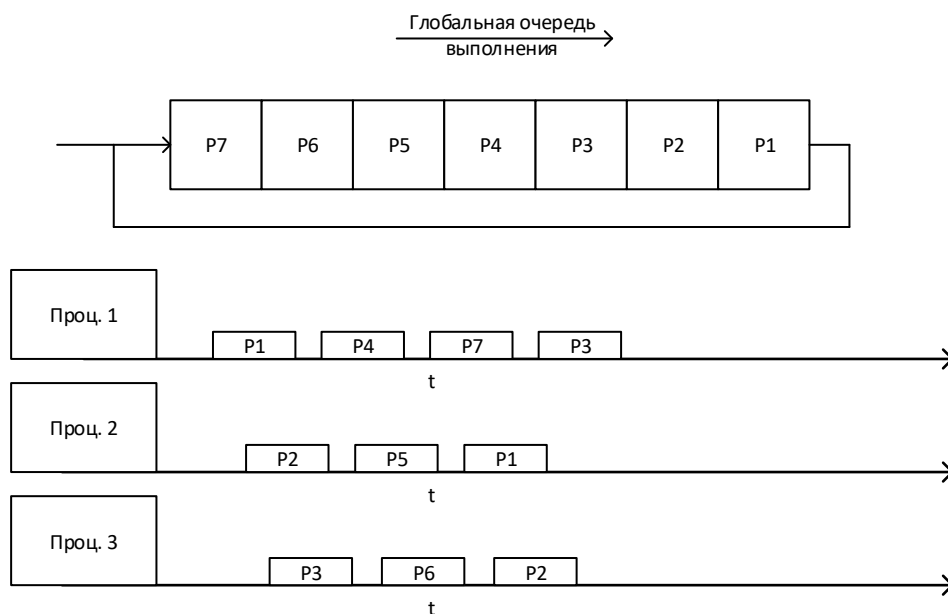 Глобальная очередь
выполнения
P7 P6 P5 P4 P3 P2 P1
Проц. 1
P1 P4 P7 P3
t
Проц. 2
P2 P5 P1
t
Проц. 3
P3 P6 P2
t